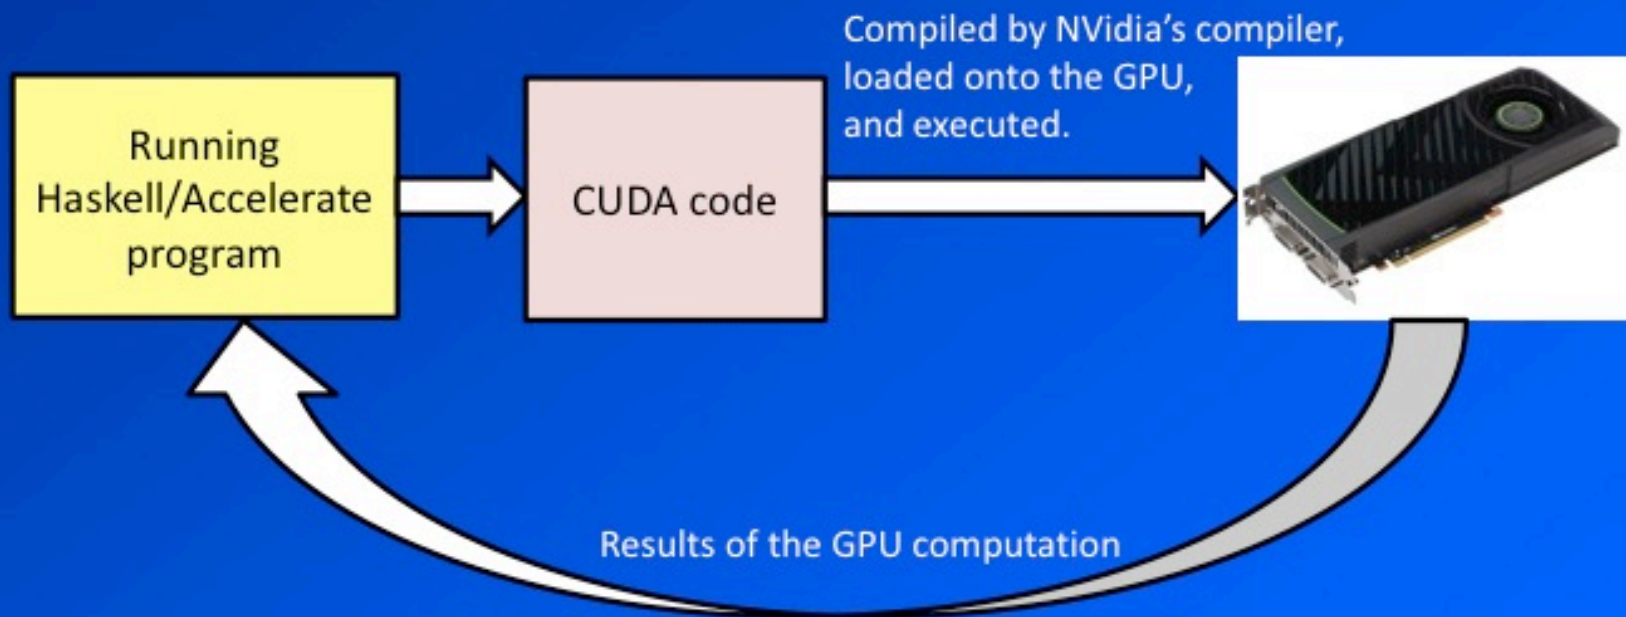 Running
Haskell/Accelerate
program
CUDA code
Compiled by NVidia's compiler,
loaded onto the GPU,
and executed.
Results of the GPU computation